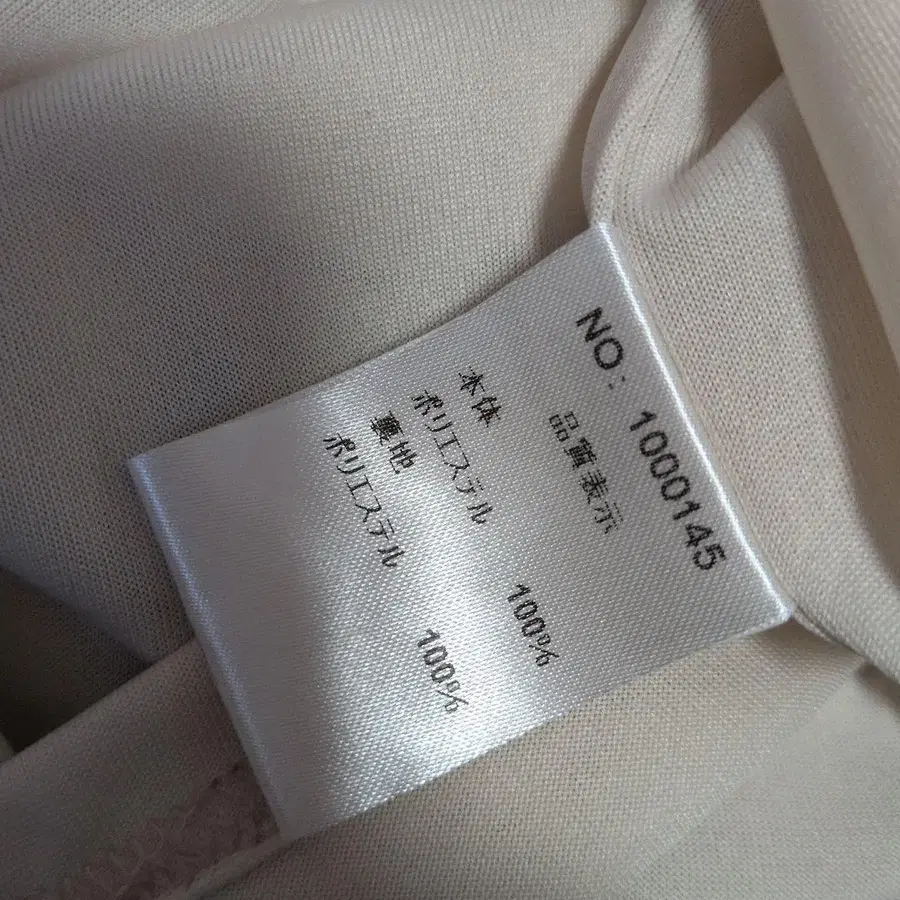 NO: 1000145
品質表示
本体
ポリエステル 100%
裏地
ポリエステル 100%